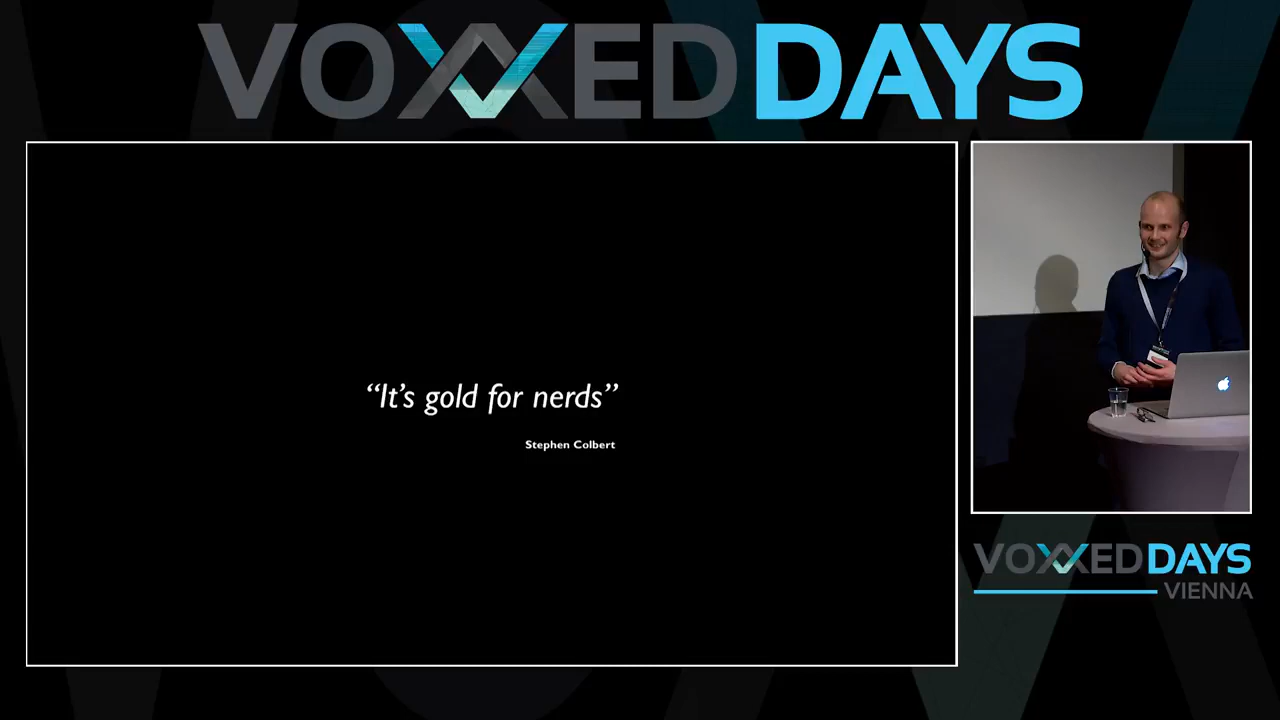 VOXXED DAYS
“It’s gold for nerds”
Stephen Colbert
VOXXED DAYS
VIENNA